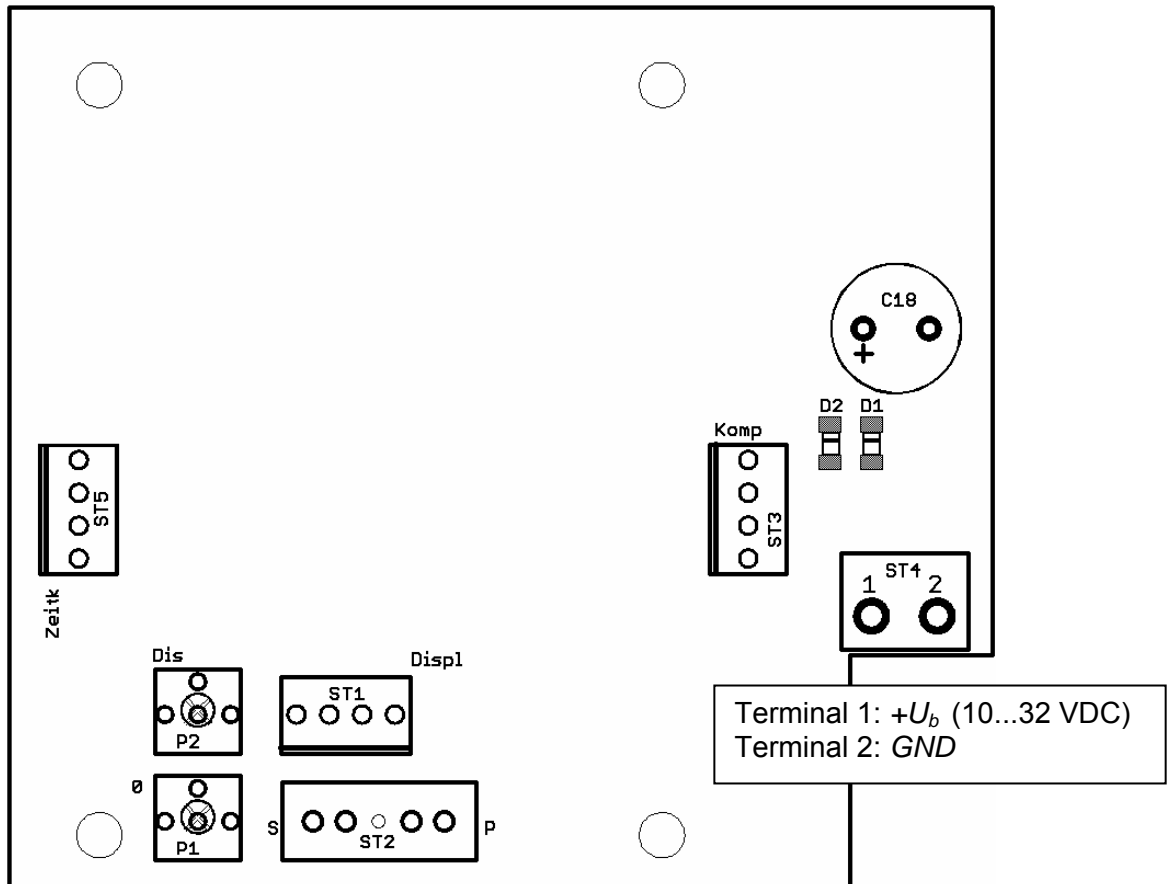 C18
+
D2 D1
Komp
ST5
ST3
ST4
1 2
Zeitk
Dis
Displ
ST1
P2
Terminal 1: +Ub (10...32 VDC)
Terminal 2: GND
0
S
P
P1
ST2